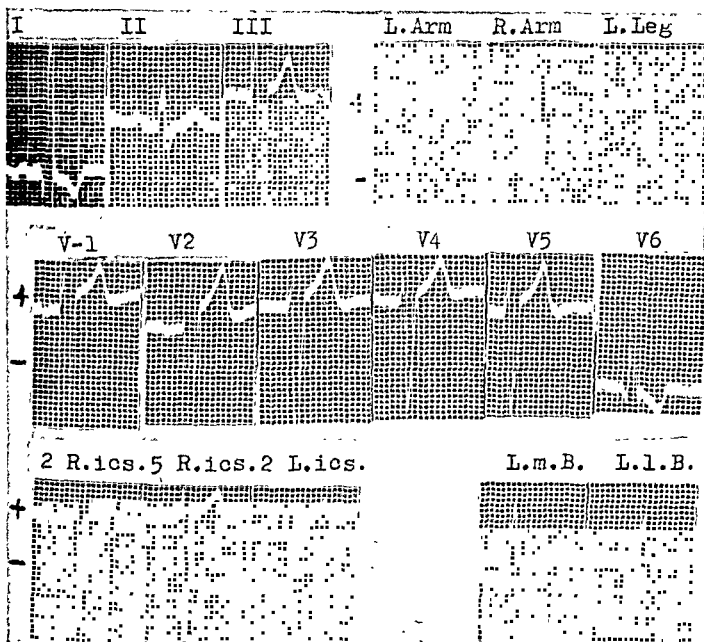 I II III L.Arm R.Arm L.Leg
+
-
V-1 V2 V3 V4 V5 V6
+
-
2 R.ics.5 R.ics.2 L.ics. L.m.B. L.l.B.
+
-